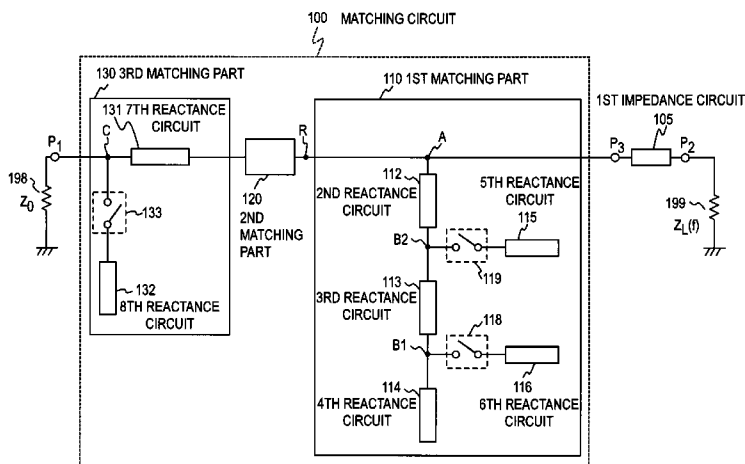 100 MATCHING CIRCUIT
130 3RD MATCHING PART
110 1ST MATCHING PART
131 7TH REACTANCE
CIRCUIT
1ST IMPEDANCE CIRCUIT
105
P1
C
R
A
P3
P2
198
Z0
133
120
2ND
MATCHING
PART
112
2ND REACTANCE
CIRCUIT
5TH REACTANCE
CIRCUIT
115
199
ZL(f)
B2
119
132
8TH REACTANCE
CIRCUIT
113
3RD REACTANCE
CIRCUIT
118
B1
114
4TH REACTANCE
CIRCUIT
116
6TH REACTANCE
CIRCUIT